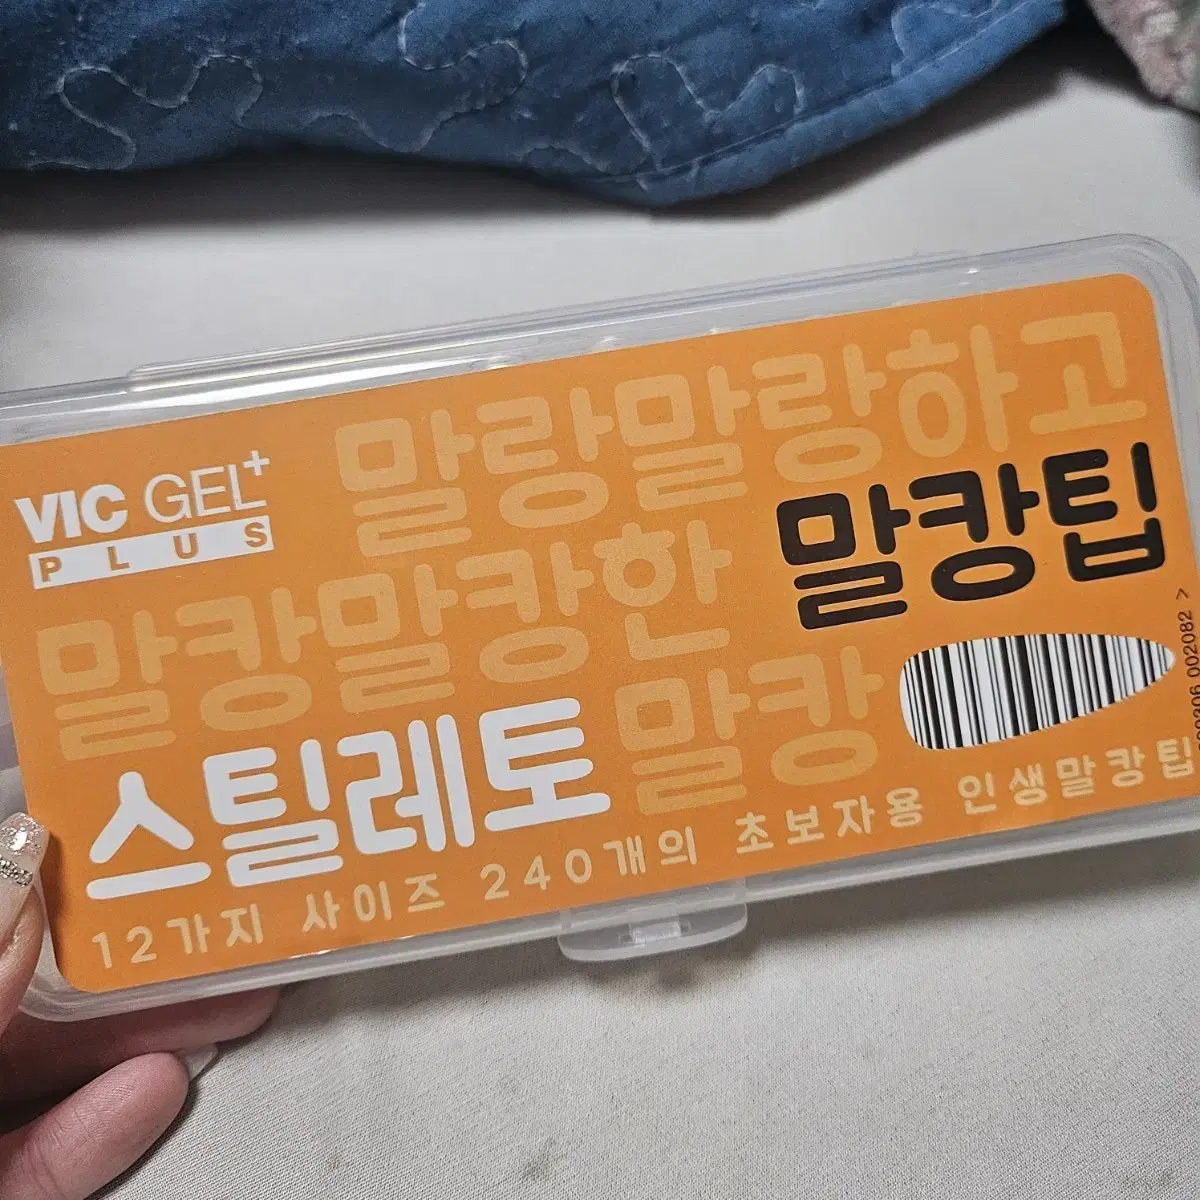 VIC GEL+
PLUS
말랑말랑하고
말캉팁
말캉말캉한
스틸레토 말캉
12가지 사이즈 240개의 초보자용 인생말캉팁
002082 >